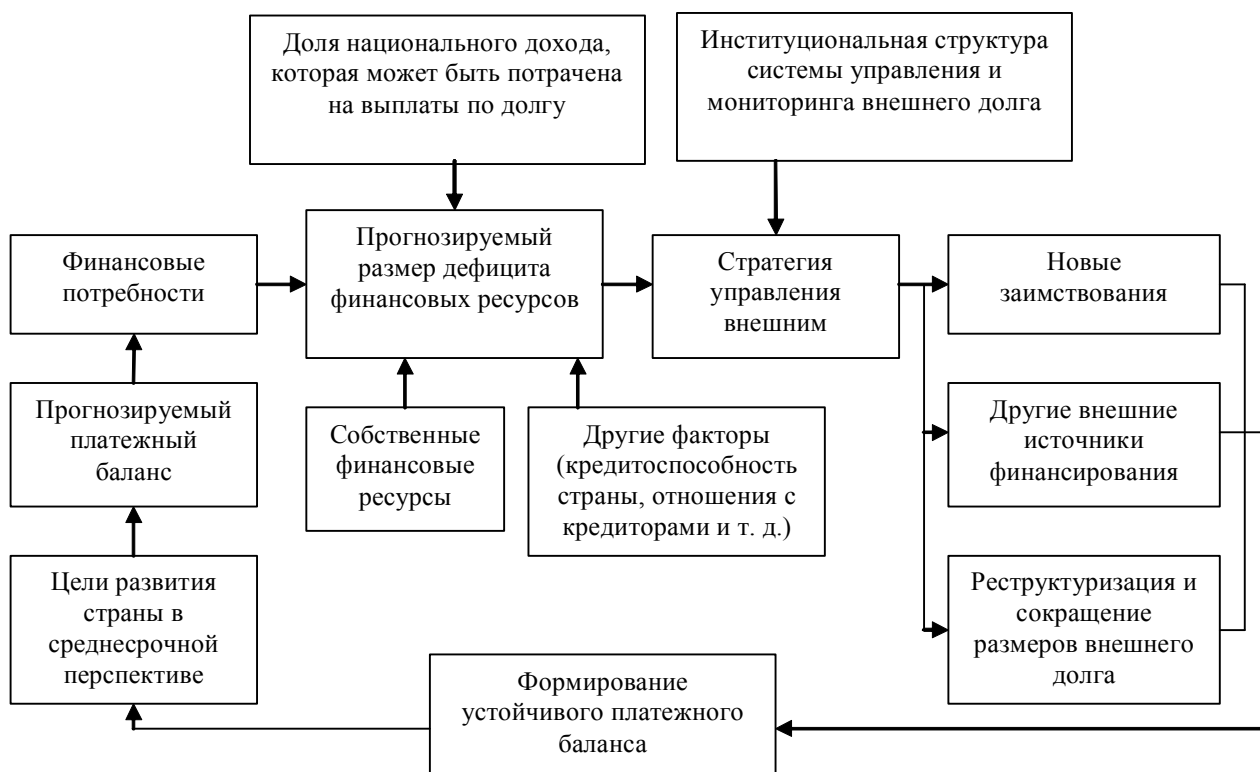 Доля национального дохода,
которая может быть потрачена
на выплаты по долгу
Институциональная структура
системы управления и
мониторинга внешнего долга
Финансовые
потребности
Прогнозируемый
размер дефицита
финансовых ресурсов
Стратегия
управления
внешним
Новые
заимствования
Прогнозируемый
платежный
баланс
Собственные
финансовые
ресурсы
Другие факторы
(кредитоспособность
страны, отношения с
кредиторами и т. д.)
Другие внешние
источники
финансирования
Цели развития
страны в
среднесрочной
перспективе
Реструктуризация и
сокращение
размеров внешнего
долга
Формирование
устойчивого платежного
баланса